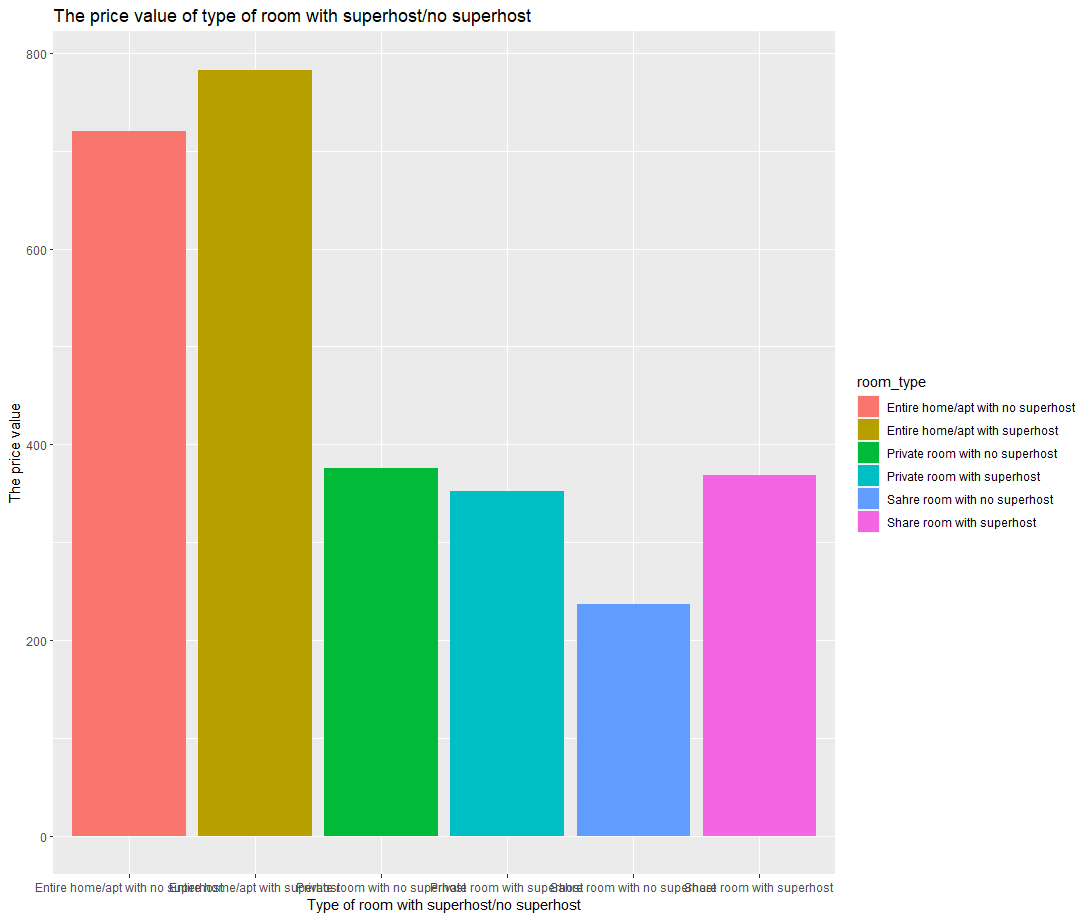 The price value of type of room with superhost/no superhost
800
600
400
200
0
The price value
Entire home/apt with no superhost
Entire home/apt with superhost
Private room with no superhost
Private room with superhost
Sahre room with no superhost
Share room with superhost
Type of room with superhost/no superhost
room_type
Entire home/apt with no superhost
Entire home/apt with superhost
Private room with no superhost
Private room with superhost
Sahre room with no superhost
Share room with superhost